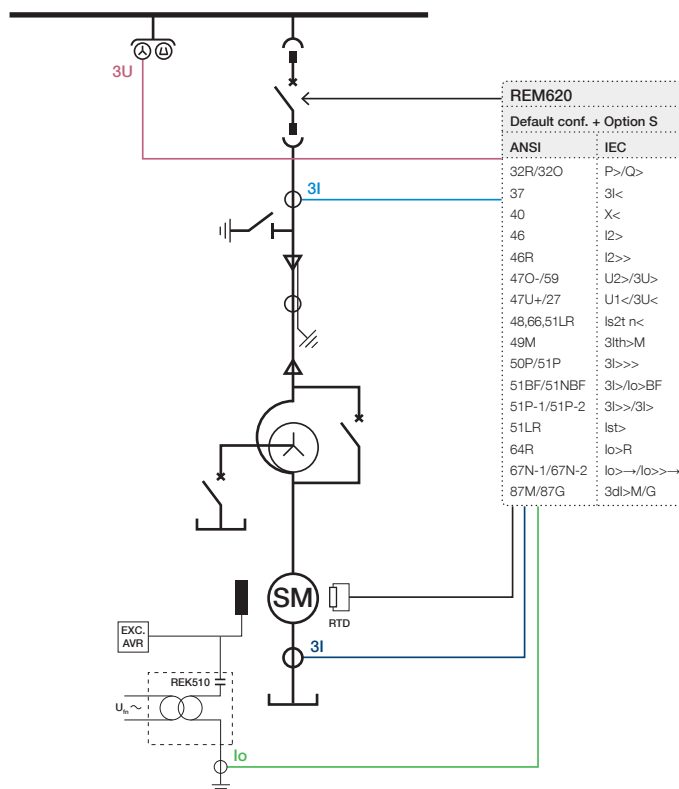 3U
REM620
Default conf. + Option S
ANSI IEC
32R/32O P>/Q>
37 3I<
40 X<
46 I2>
46R I2>>
47O-/59 U2>/3U>
47U+/27 U1</3U<
48,66,51LR Is2t n<
49M 3Ith>M
50P/51P 3I>>>
51BF/51NBF 3I>/Io>BF
51P-1/51P-2 3I>>/3I>
51LR Ist>
64R Io>R
67N-1/67N-2 Io>→/Io>>→
87M/87G 3dl>M/G
3I
SM
RTD
EXC.
AVR
3I
REK510
Ufn ~
Io